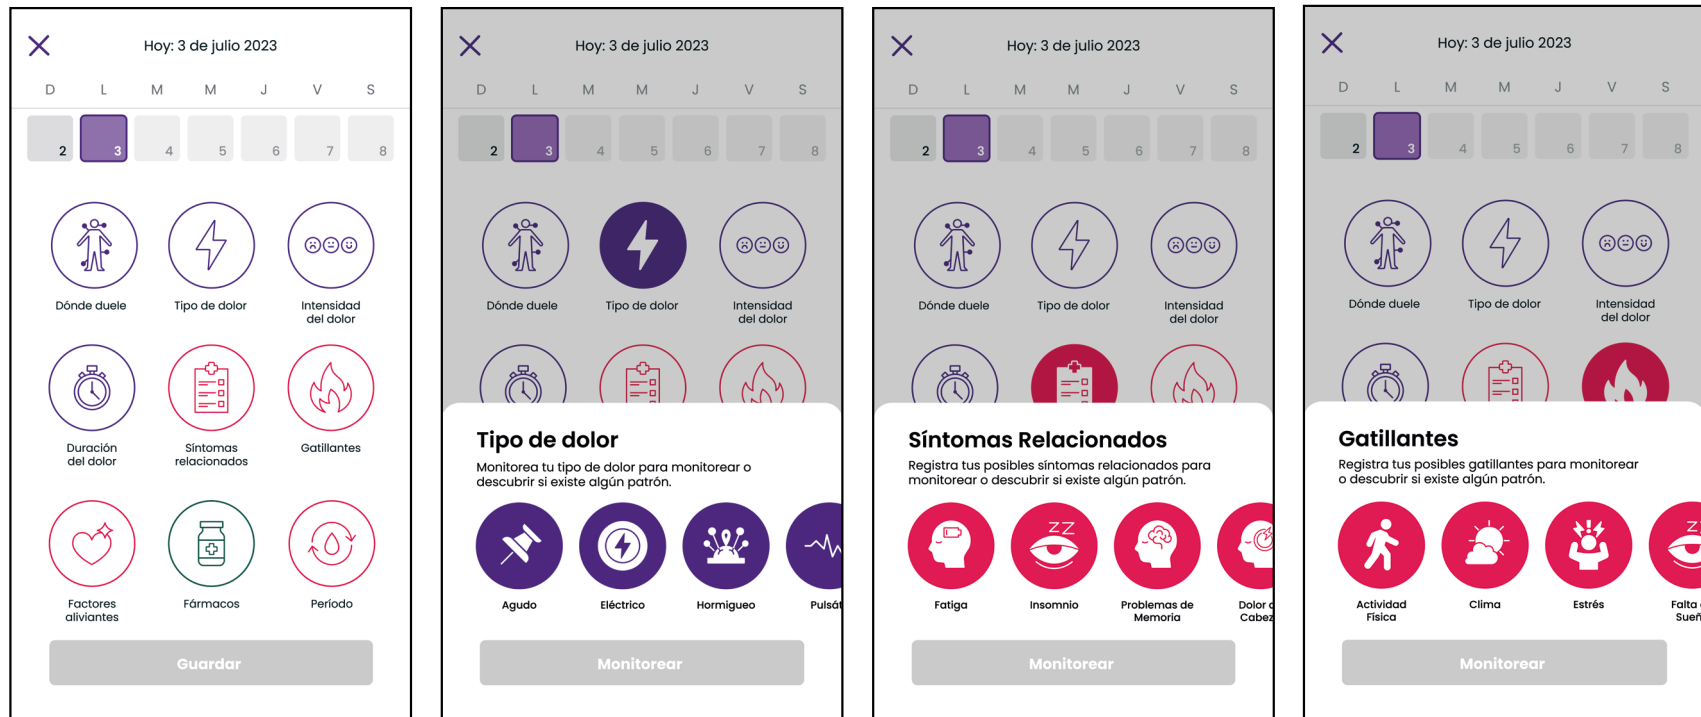 Hoy: 3 de julio 2023
D L M M J V S
2 3 4 5 6 7 8
Dónde duele
Tipo de dolor
Intensidad
del dolor
Duración
del dolor
Síntomas
relacionados
Gatillantes
Factores
aliviantes
Fármacos
Período
Guardar
Hoy: 3 de julio 2023
D L M M J V S
2 3 4 5 6 7 8
Dónde duele
Tipo de dolor
Intensidad
del dolor
Tipo de dolor
Monitorea tu tipo de dolor para monitorear o
descubrir si existe algún patrón.
Agudo
Eléctrico
Hormigueo
Pulsát
Monitorear
Hoy: 3 de julio 2023
D L M M J V S
2 3 4 5 6 7 8
Dónde duele
Tipo de dolor
Intensidad
del dolor
Síntomas Relacionados
Registra tus posibles síntomas relacionados para
monitorear o descubrir si existe algún patrón.
ZZ
Fatiga
Insomnio
Problemas de
Memoria
Dolor d
Cabez
Monitorear
Hoy: 3 de julio 2023
D L M M J V S
2 3 4 5 6 7 8
Dónde duele
Tipo de dolor
Intensidad
del dolor
Gatillantes
Registra tus posibles gatillantes para monitorear
o descubrir si existe algún patrón.
Actividad
Física
Clima
Estrés
Falta
Sueñ
Monitorear